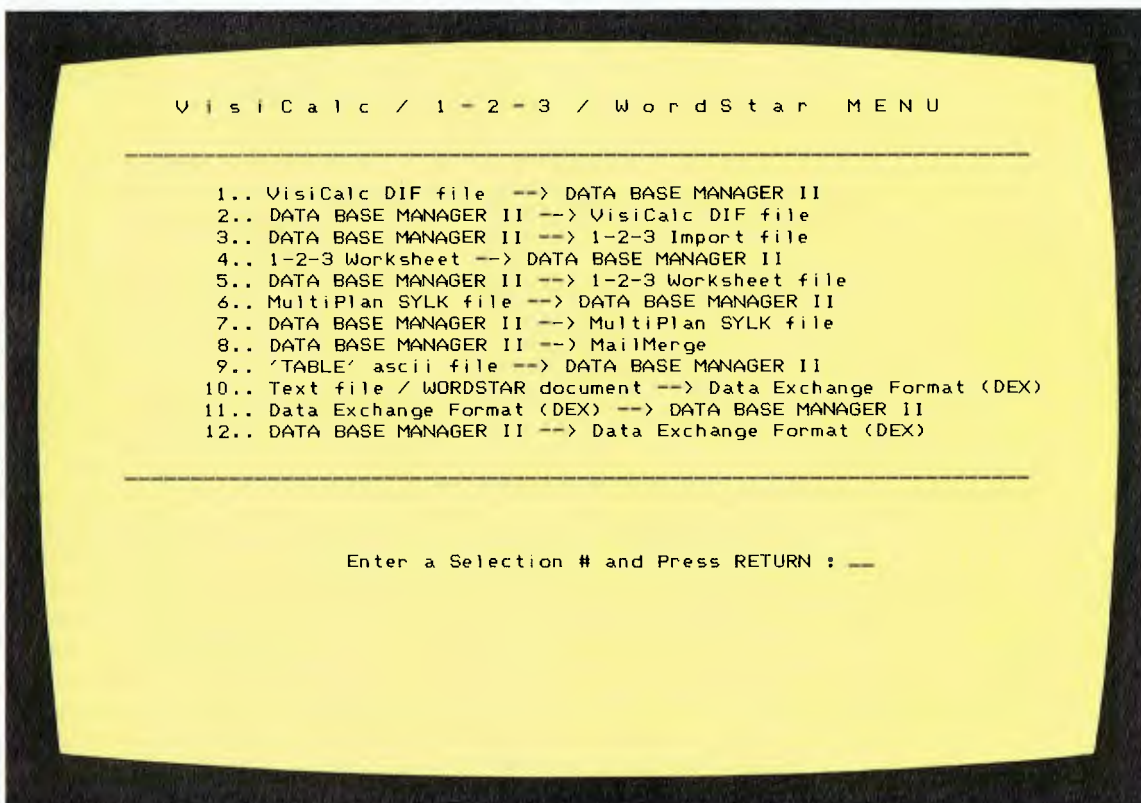 VisiCalc / 1-2-3 / WordStar MENU
1.. VisiCalc DIF file --> DATA BASE MANAGER II
2.. DATA BASE MANAGER II --> VisiCalc DIF file
3.. DATA BASE MANAGER II --> 1-2-3 Import file
4.. 1-2-3 Worksheet --> DATA BASE MANAGER II
5.. DATA BASE MANAGER II --> 1-2-3 Worksheet file
6.. MultiPlan SYLK file --> DATA BASE MANAGER II
7.. DATA BASE MANAGER II --> MultiPlan SYLK file
8.. DATA BASE MANAGER II --> MailMerge
9.. 'TABLE' ascii file --> DATA BASE MANAGER II
10.. Text file / WORDSTAR document --> Data Exchange Format (DEX)
11.. Data Exchange Format (DEX) --> DATA BASE MANAGER II
12.. DATA BASE MANAGER II --> Data Exchange Format (DEX)
Enter a Selection # and Press RETURN : __